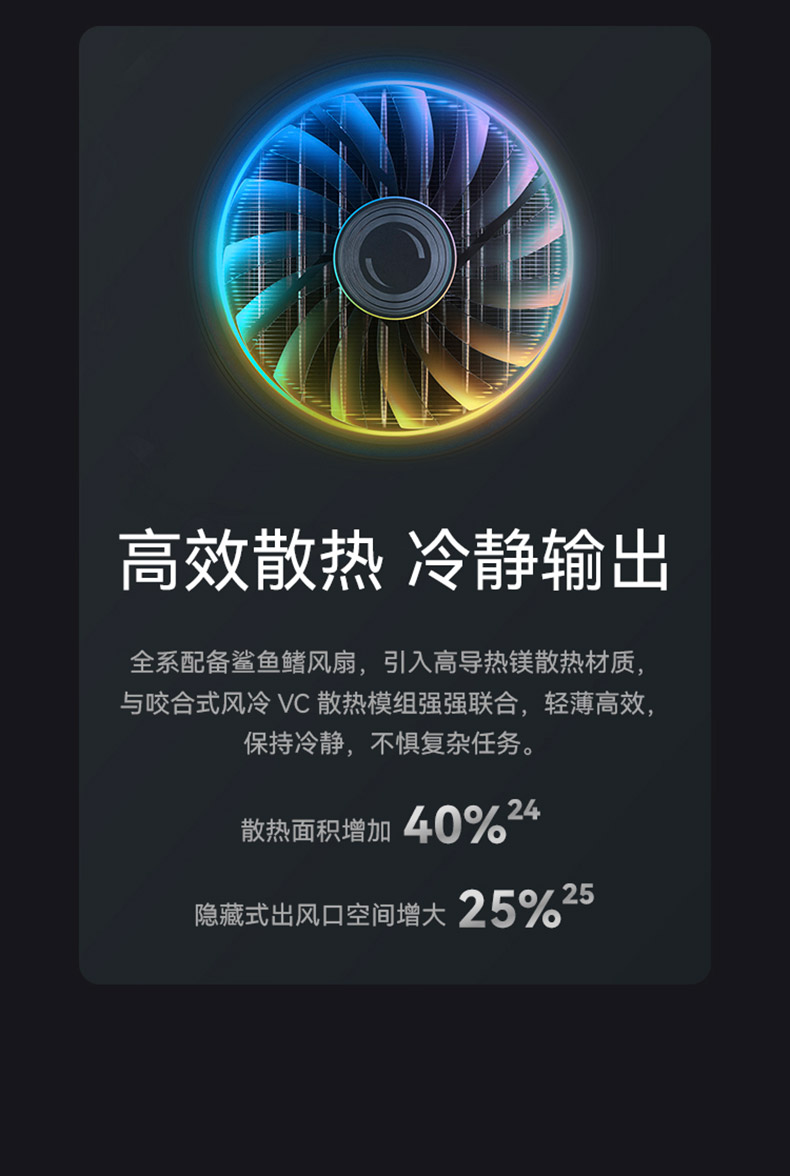 高效散热 冷静输出
全系配备鲨鱼鳍风扇，引入高导热镁散热材质，
与咬合式风冷 VC 散热模组强强联合，轻薄高效，
保持冷静，不惧复杂任务。
散热面积增加 40%24
隐藏式出风口空间增大 25%25